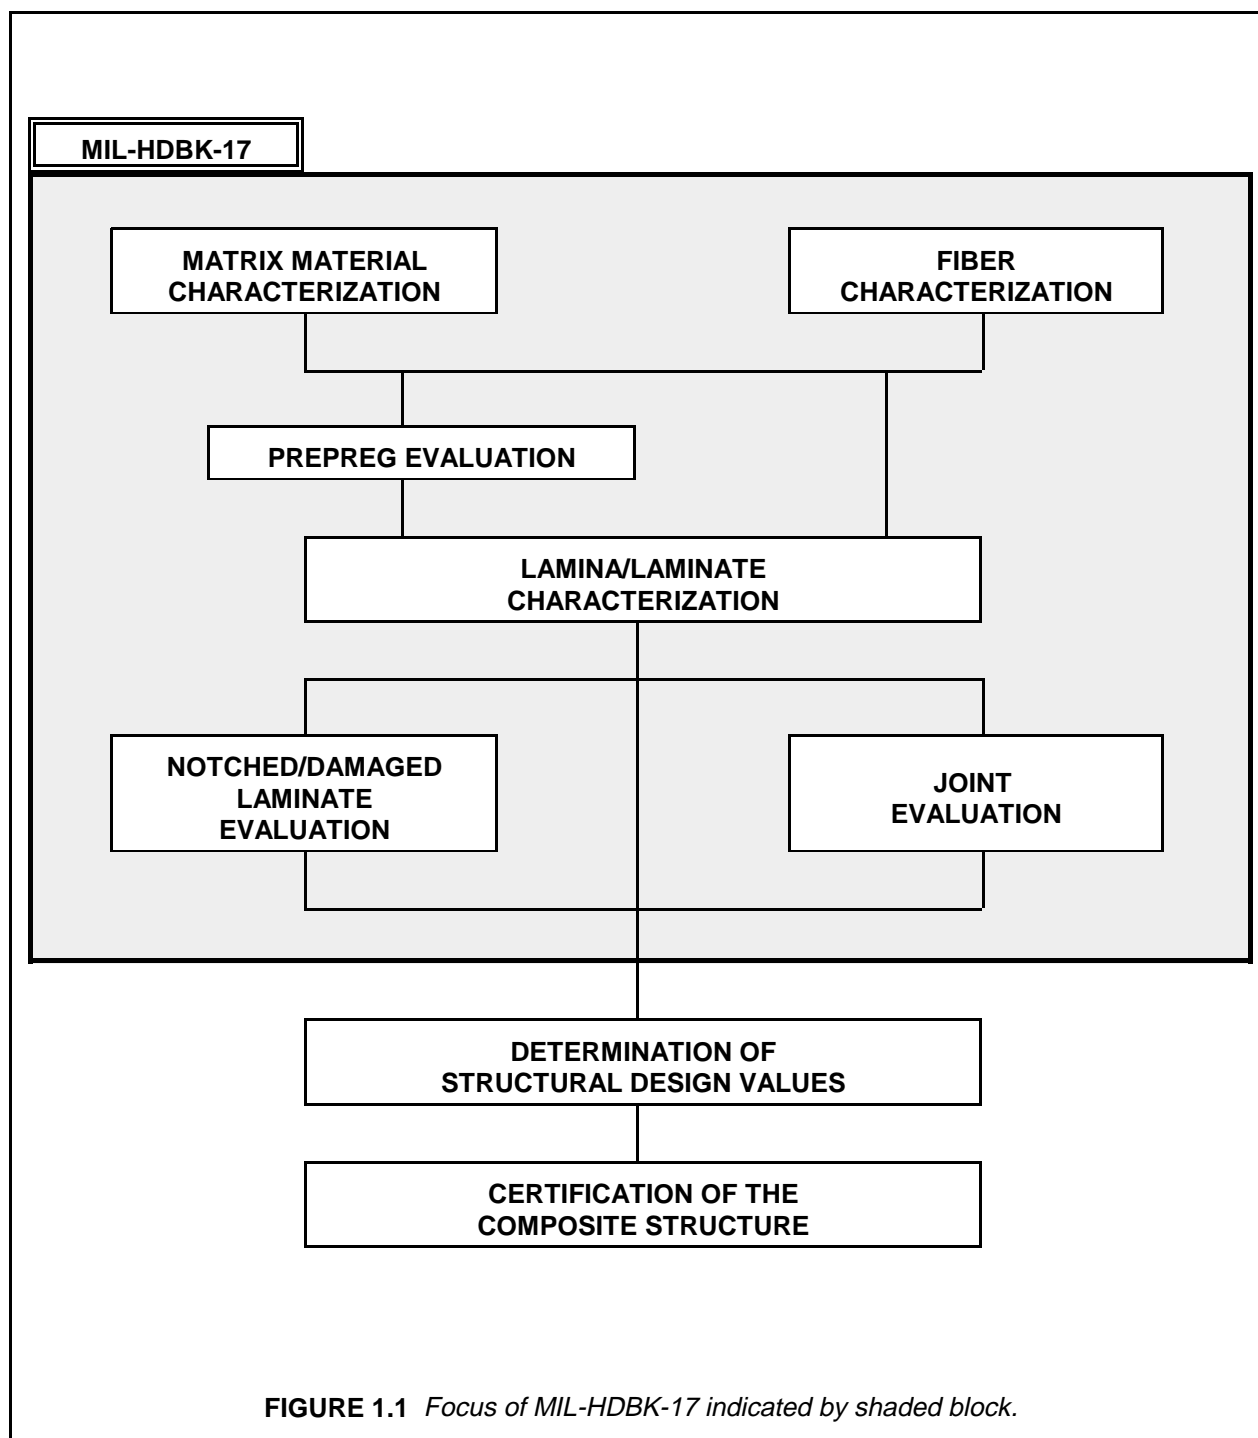 MIL-HDBK-17
MATRIX MATERIAL
CHARACTERIZATION
FIBER
CHARACTERIZATION
PREPREG EVALUATION
LAMINA/LAMINATE
CHARACTERIZATION
NOTCHED/DAMAGED
LAMINATE
EVALUATION
JOINT
EVALUATION
DETERMINATION OF
STRUCTURAL DESIGN VALUES
CERTIFICATION OF THE
COMPOSITE STRUCTURE
FIGURE 1.1 Focus of MIL-HDBK-17 indicated by shaded block.